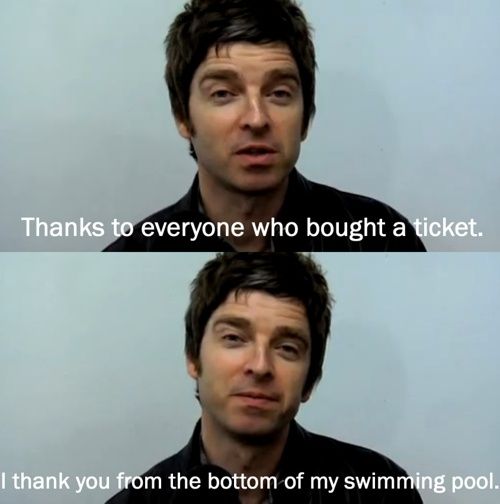 Thanks to everyone who bought a ticket.
I thank you from the bottom of my swimming pool.